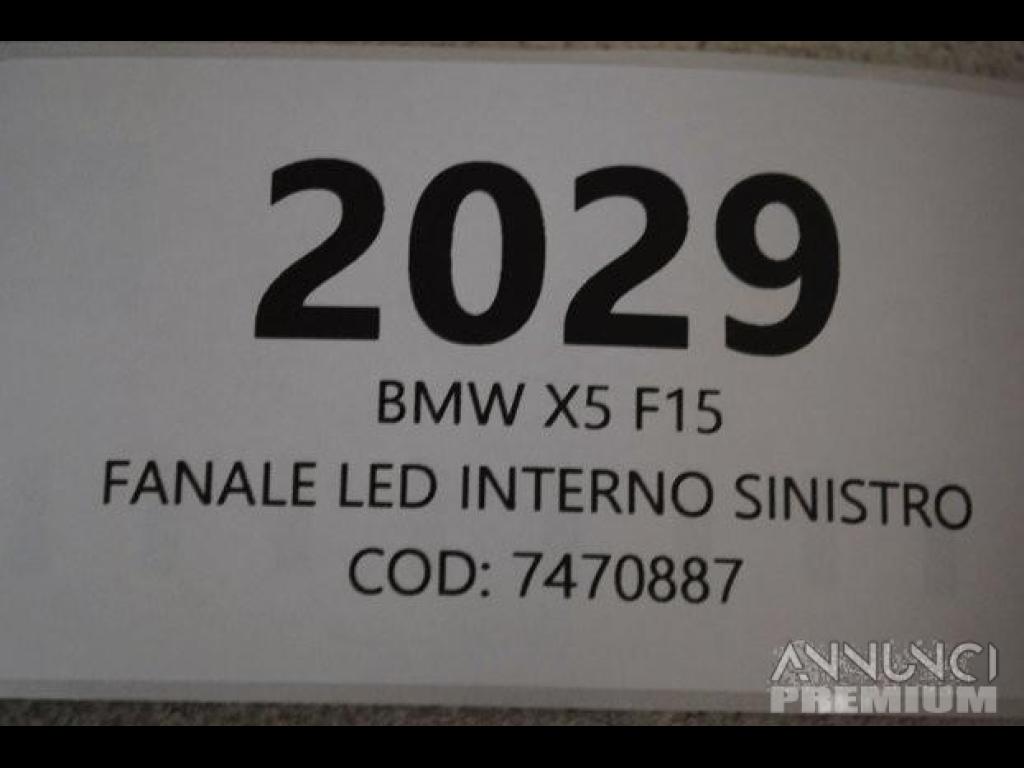 2029
BMW X5 F15
FANALE LED INTERNO SINISTRO
COD: 7470887
ANNUNCI
PREMIUM